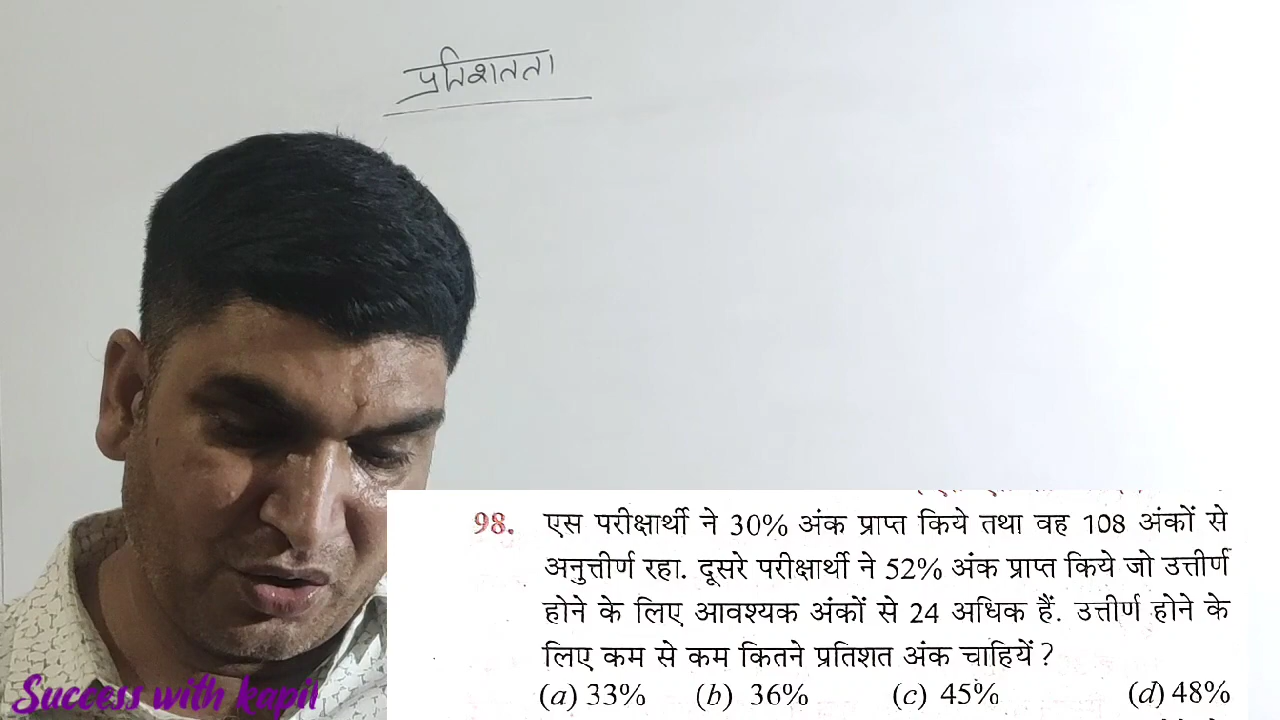 प्रतिशतता
98. एस परीक्षार्थी ने 30% अंक प्राप्त किये तथा वह 108 अंकों से
अनुत्तीर्ण रहा. दूसरे परीक्षार्थी ने 52% अंक प्राप्त किये जो उत्तीर्ण
होने के लिए आवश्यक अंकों से 24 अधिक हैं. उत्तीर्ण होने के
लिए कम से कम कितने प्रतिशत अंक चाहियें ?
(a) 33% (b) 36% (c) 45% (d) 48%
Success with kapil